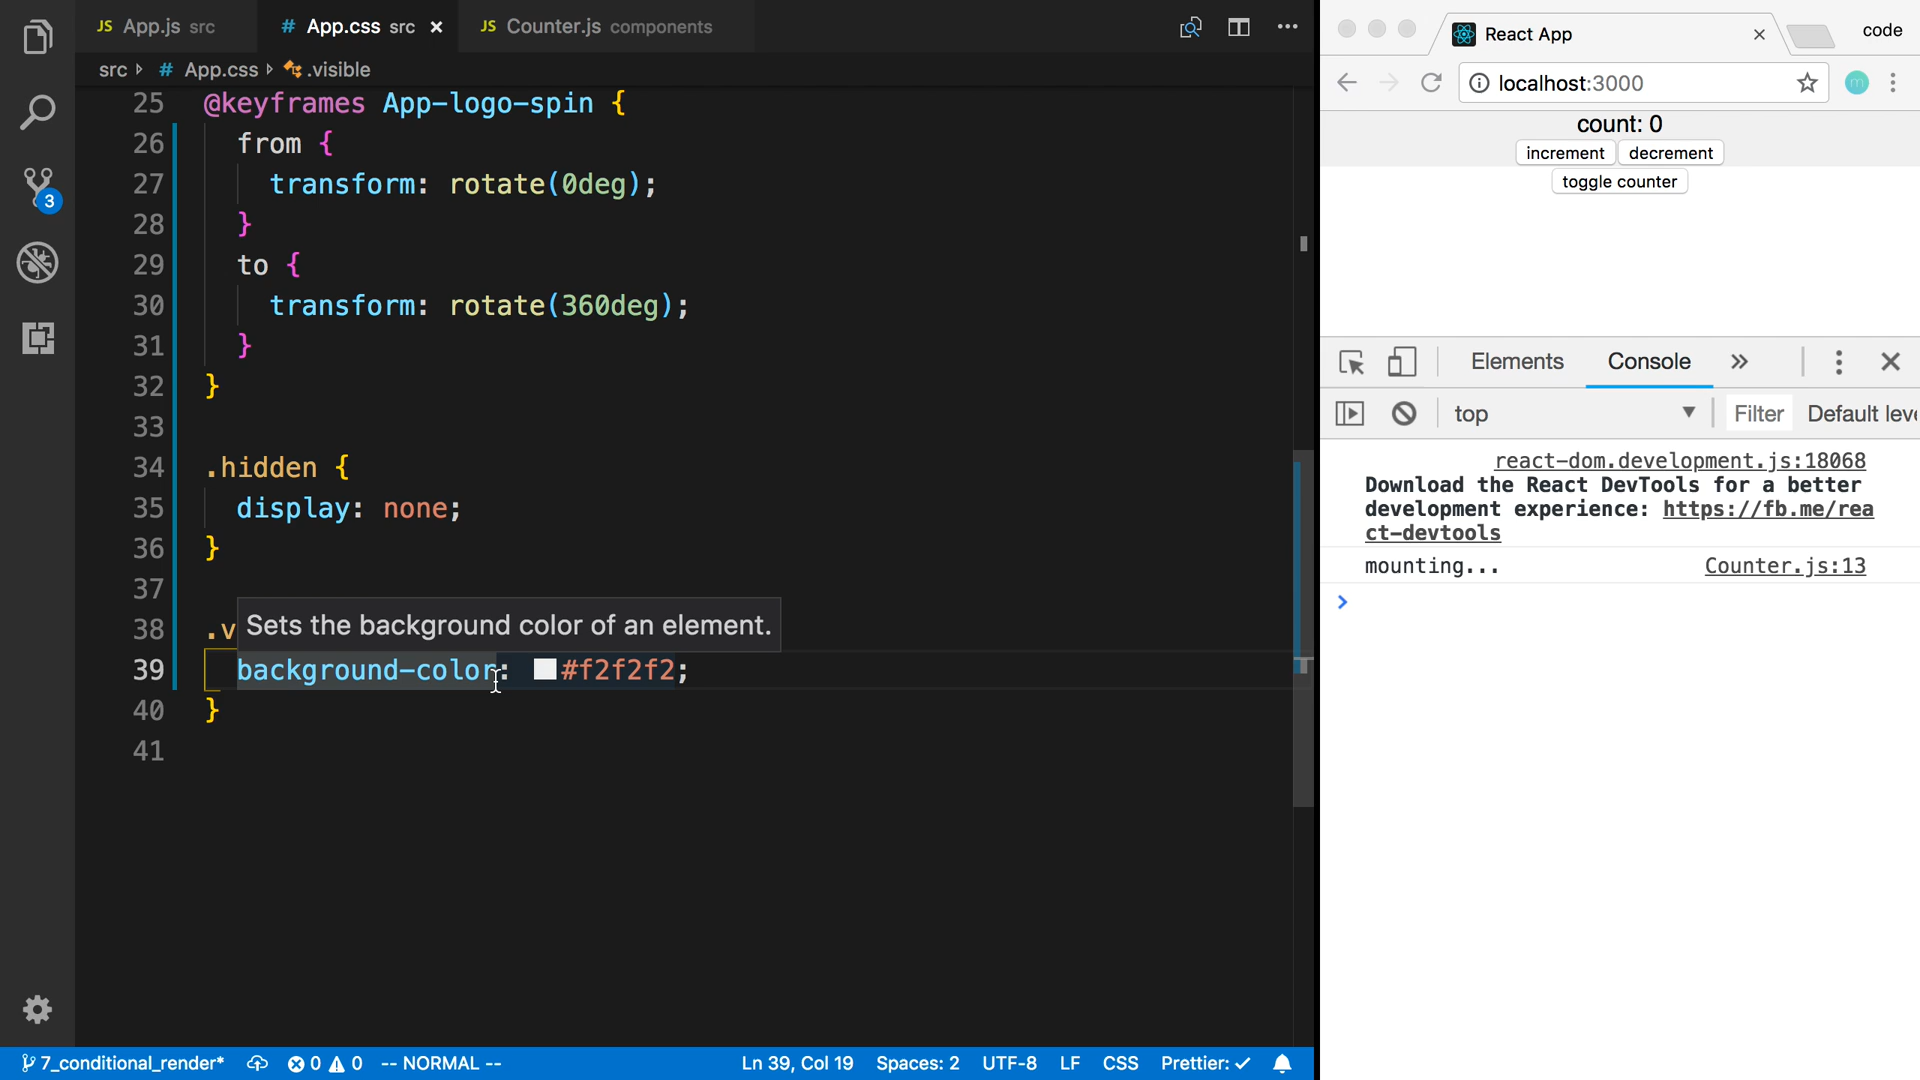 JS App.js src
# App.css src ×
JS Counter.js components
src # App.css .visible
25 @keyframes App-logo-spin {
26 from {
27 transform: rotate(0deg);
28 }
29 to {
30 transform: rotate(360deg);
31 }
32 }
33
34 .hidden {
35 display: none;
36 }
37
Sets the background color of an element.
38 .v
39 background-color: #f2f2f2;
40 }
41
3
7_conditional_render* 0 0 -- NORMAL -- Ln 39, Col 19 Spaces: 2 UTF-8 LF CSS Prettier: ✓
React App
code
localhost:3000
m
count: 0
increment decrement
toggle counter
Elements Console »
top Filter Default leve
react-dom.development.js:18068
Download the React DevTools for a better
development experience: https://fb.me/rea
ct-devtools
mounting... Counter.js:13